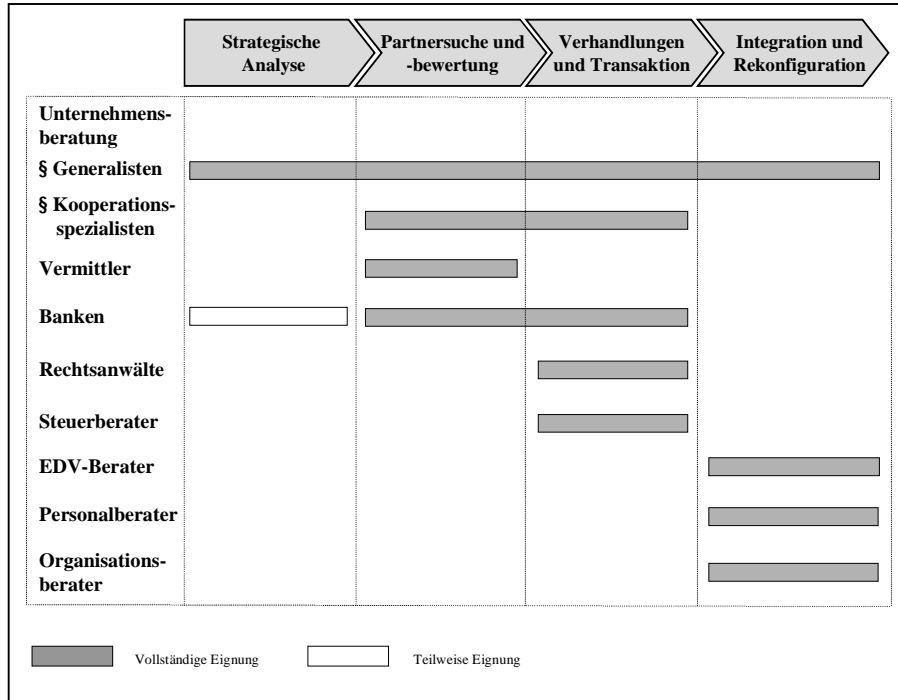 Strategische
Analyse
Partnersuche und
-bewertung
Verhandlungen
und Transaktion
Integration und
Rekonfiguration
Unternehmens-
beratung
§ Generalisten
§ Kooperations-
spezialisten
Vermittler
Banken
Rechtsanwälte
Steuerberater
EDV-Berater
Personalberater
Organisations-
berater
Vollständige Eignung
Teilweise Eignung